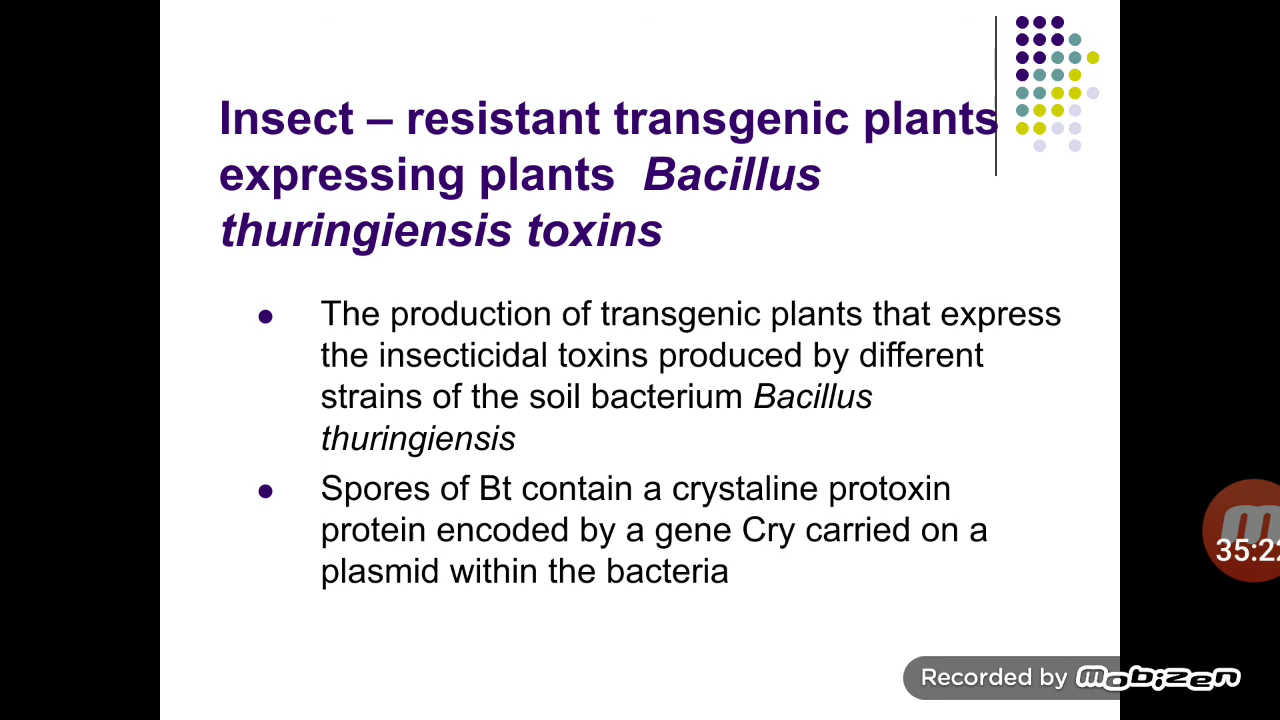 Insect – resistant transgenic plants
expressing plants Bacillus
thuringiensis toxins
The production of transgenic plants that express
the insecticidal toxins produced by different
strains of the soil bacterium Bacillus
thuringiensis
Spores of Bt contain a crystaline protoxin
protein encoded by a gene Cry carried on a
plasmid within the bacteria
35:22
Recorded by mobizen